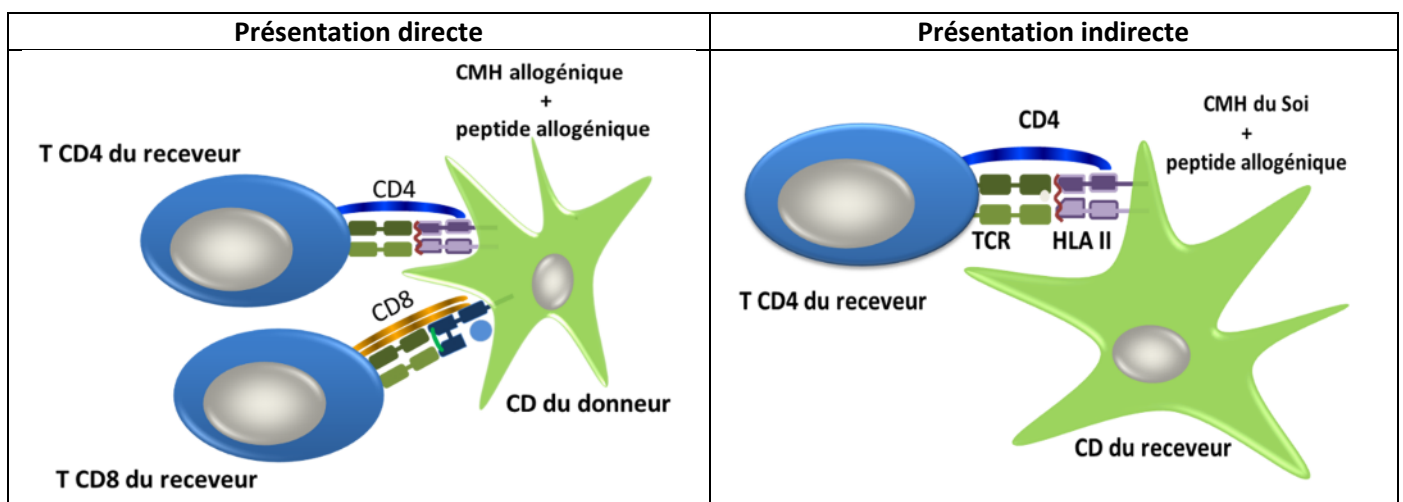 Présentation directe
Présentation indirecte
CMH allogénique
+
peptide allogénique
T CD4 du receveur
CD4
CD8
CD du donneur
T CD8 du receveur
CMH du Soi
+
peptide allogénique
CD4
TCR
HLA II
T CD4 du receveur
CD du receveur